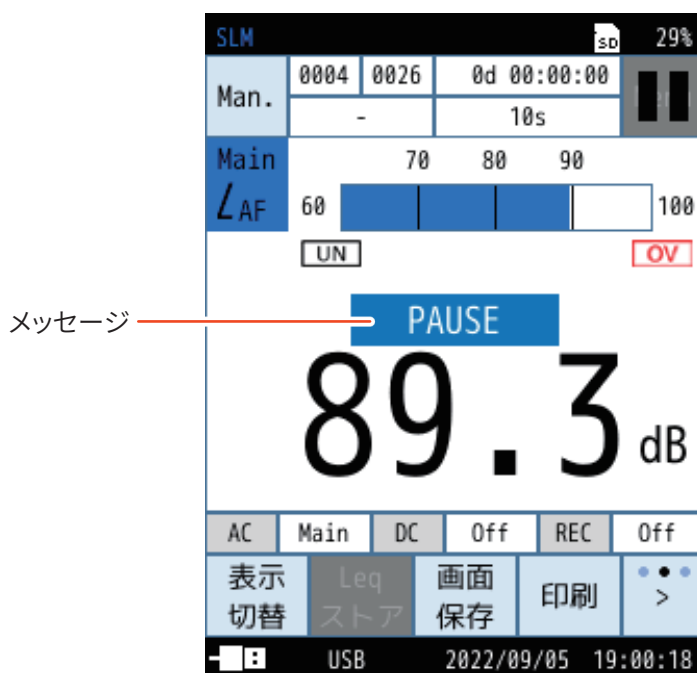 SLM SD 29%
Man. 0004 0026 0d 00:00:00
- 10s
Main 70 80 90
LAF 60 100
UN OV
メッセージ PAUSE
89.3 dB
AC Main DC Off REC Off
表示 Leq 画面 印刷 >
切替 ストア 保存
USB 2022/09/05 19:00:18